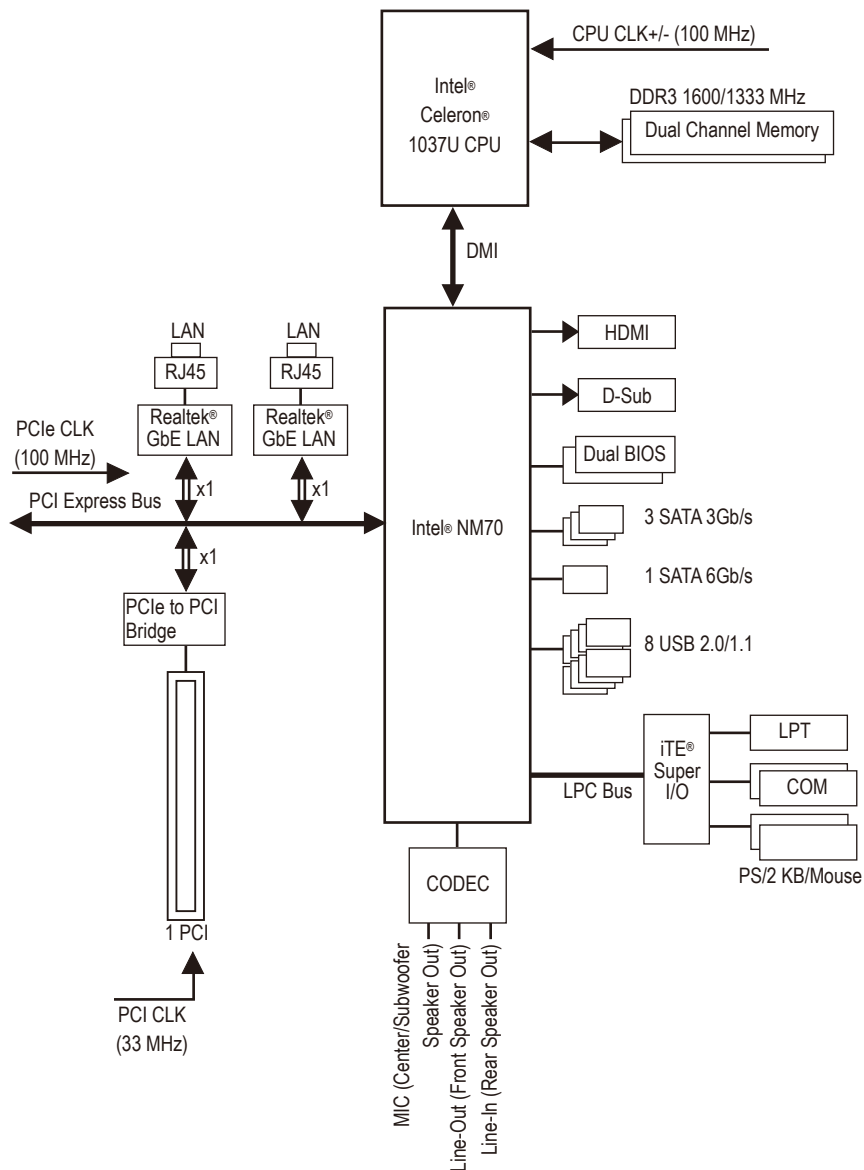 CPU CLK+/- (100 MHz)
Intel®
Celeron®
1037U CPU
DDR3 1600/1333 MHz
Dual Channel Memory
DMI
LAN
LAN
RJ45
RJ45
Realtek®
GbE LAN
Realtek®
GbE LAN
PCIe CLK
(100 MHz)
x1
x1
PCI Express Bus
x1
PCIe to PCI
Bridge
1 PCI
PCI CLK
(33 MHz)
Intel® NM70
HDMI
D-Sub
Dual BIOS
3 SATA 3Gb/s
1 SATA 6Gb/s
8 USB 2.0/1.1
LPC Bus
iTE®
Super
I/O
LPT
COM
PS/2 KB/Mouse
CODEC
MIC (Center/Subwoofer
Speaker Out)
Line-Out (Front Speaker Out)
Line-In (Rear Speaker Out)